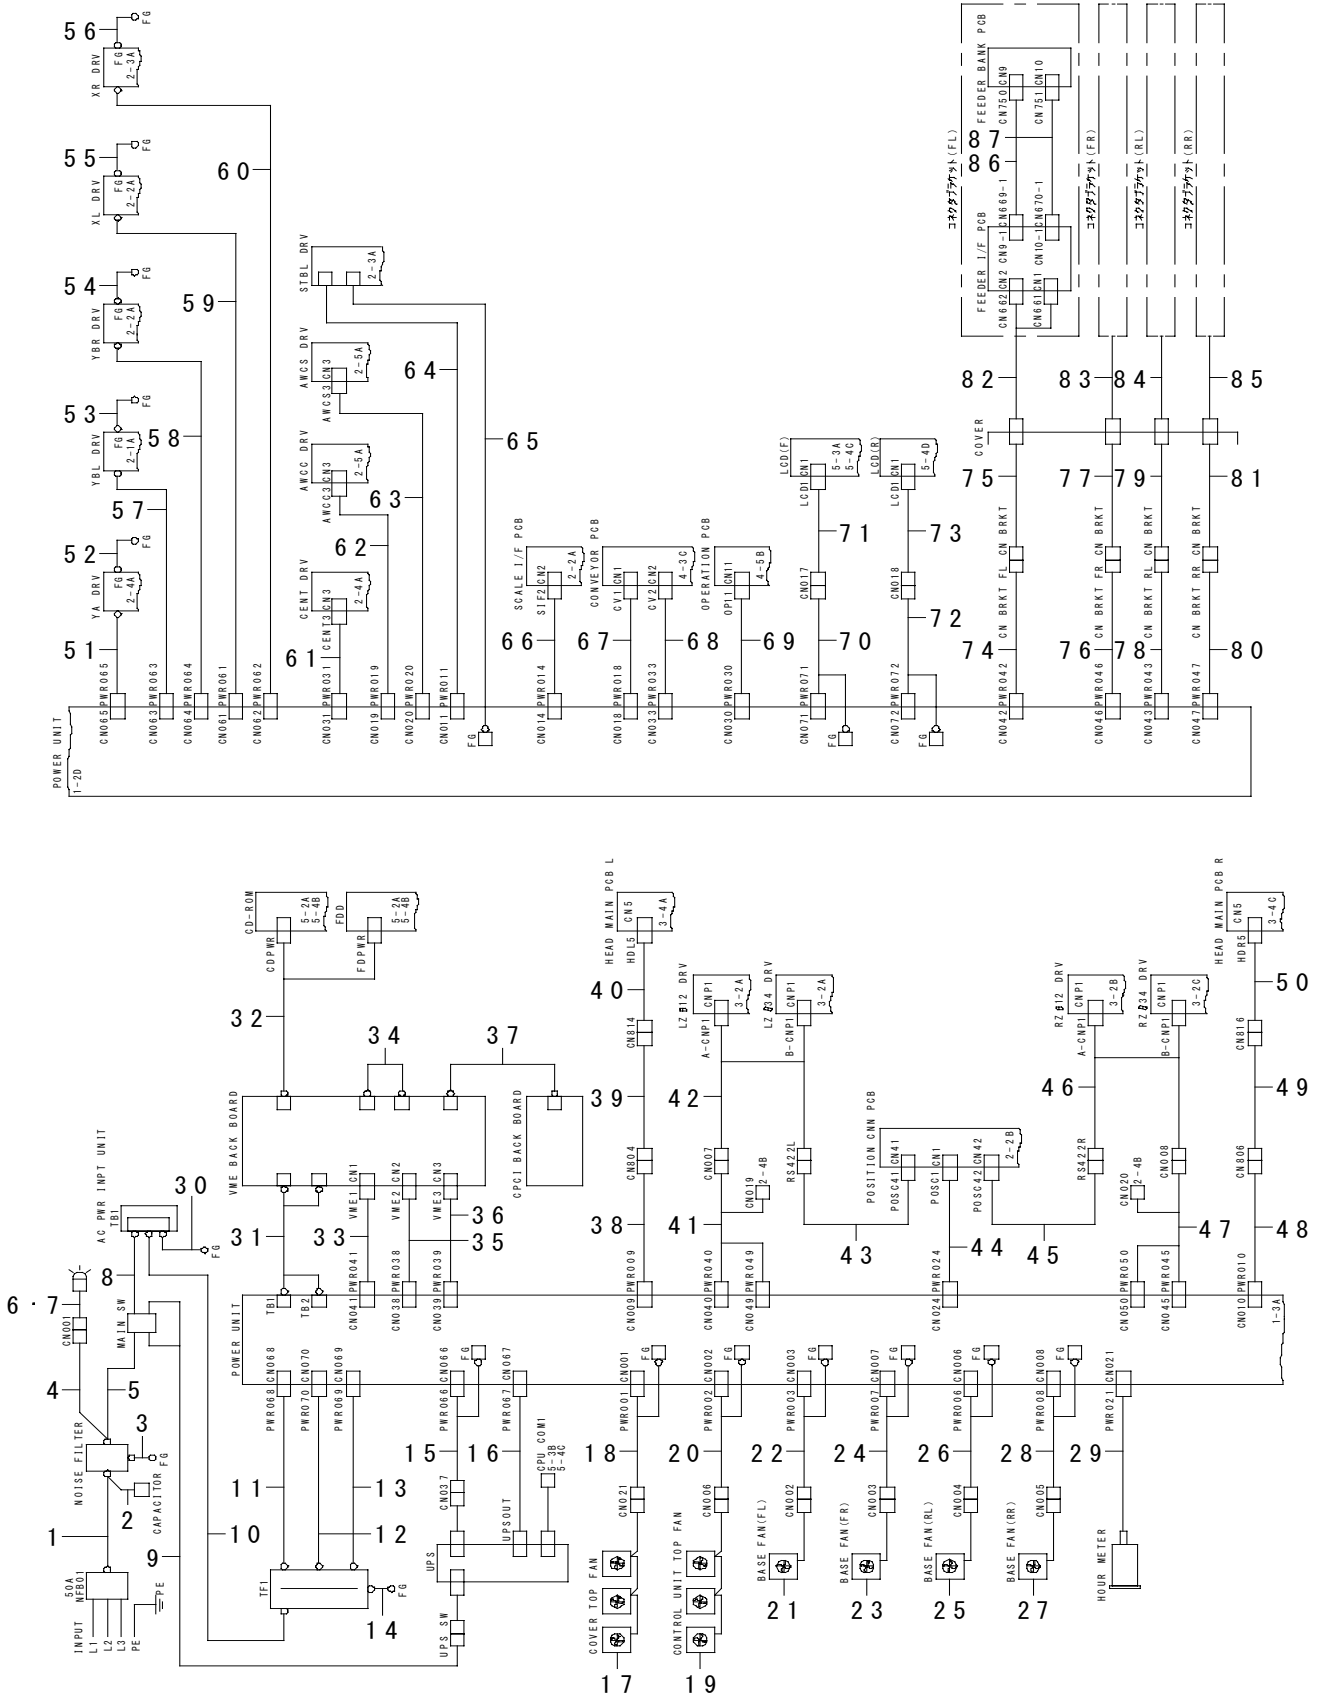 56
FG
XR DRV
FG
2-3A
55
FG
XL DRV
FG
2-2A
54
FG
YBR DRV
FG
2-2A
53
FG
YBL DRV
FG
2-1A
52
FG
YA DRV
FG
2-4A
51
57
58
59
60
STBL DRV
2-3A
AWCS DRV
AWCS3 CN3
2-5A
AWCC DRV
AWCC3 CN3
2-5A
CENT DRV
CENT3 CN3
2-4A
61
62
63
64
65
SCALE I/F PCB
SIF2 CN2
2-2A
66
CONVEYOR PCB
CV1 CN1
CV2 CN2
4-3C
67
68
OPERATION PCB
OP11 CN11
4-5B
69
LCD(F)
LCD1 CN1
5-3A
5-4C
71
CN017
70
LCD(R)
LCD1 CN1
5-4D
73
CN018
72
FEEDER BANK PCB
CN750 CN9
CN751 CN10
87
86
コネクタブラケット(FL)
コネクタブラケット(FR)
コネクタブラケット(RL)
コネクタブラケット(RR)
FEEDER I/F PCB
CN9-1 CN669-1
CN10-1 CN670-1
CN662 CN2
CN661 CN1
82
83
84
85
COVER
75
77
79
81
CN BRKT FL CN BRKT
CN BRKT FR CN BRKT
CN BRKT RL CN BRKT
CN BRKT RR CN BRKT
74
76
78
80
POWER UNIT
1-2D
CN065 PWR065
CN063 PWR063
CN064 PWR064
CN061 PWR061
CN062 PWR062
CN031 PWR031
CN019 PWR019
CN020 PWR020
CN011 PWR011
FG
CN014 PWR014
CN018 PWR018
CN033 PWR033
CN030 PWR030
CN071 PWR071
FG
CN072 PWR072
FG
CN042 PWR042
CN046 PWR046
CN043 PWR043
CN047 PWR047
CD-ROM
CDPWR
5-2A
5-4B
FDD
FDPWR
5-2A
5-4B
32
34
37
VME BACK BOARD
CPCI BACK BOARD
VME1 CN1
VME2 CN2
VME3 CN3
31
33
36
35
AC PWR INPT UNIT
TB1
30
FG
8
6・7
CN001
MAIN SW
4
5
3
NOISE FILTER
FG
2
CAPACITOR
1
10
9
50A
NFB01
INPUT
L1
L2
L3
PE
PE
HEAD MAIN PCB L
HDL5
CN5
3-4A
40
CN814
39
CN804
38
A-CNP1
CNP1
3-2B
3-2A
B-CNP1
CNP1
42
CN007
CN019
2-4B
RS422L
41
43
POSITION CNN PCB
POSC41 CN41
POSC1 CN1
POSC42 CN42
2-2B
44
45
A-CNP1
CNP1
3-2B
B-CNP1
CNP1
3-2C
46
RS422R
CN020
2-4B
CN008
47
HEAD MAIN PCB R
HDR5
CN5
3-4C
50
CN816
49
CN806
48
POWER UNIT
1-3A
TB1
TB2
CN041 PWR041
CN038 PWR038
CN039 PWR039
CN009 PWR009
CN040 PWR040
CN049 PWR049
CN024 PWR024
CN050 PWR050
CN045 PWR045
CN010 PWR010
PWR068 CN068
PWR070 CN070
PWR069 CN069
PWR066 CN066
FG
PWR067 CN067
PWR001 CN001
FG
PWR002 CN002
FG
PWR003 CN003
FG
PWR007 CN007
FG
PWR006 CN006
FG
PWR008 CN008
FG
PWR021 CN021
11
13
12
TF1
14
FG
15
CN037
16
UPSOUT
CPU COM1
5-3B
5-4C
UPS
UPS SW
18
CN021
COVER TOP FAN
17
20
CN006
CONTROL UNIT TOP FAN
19
22
CN002
BASE FAN(FL)
21
24
CN003
BASE FAN(FR)
23
26
CN004
BASE FAN(RL)
25
28
CN005
BASE FAN(RR)
27
29
HOUR METER